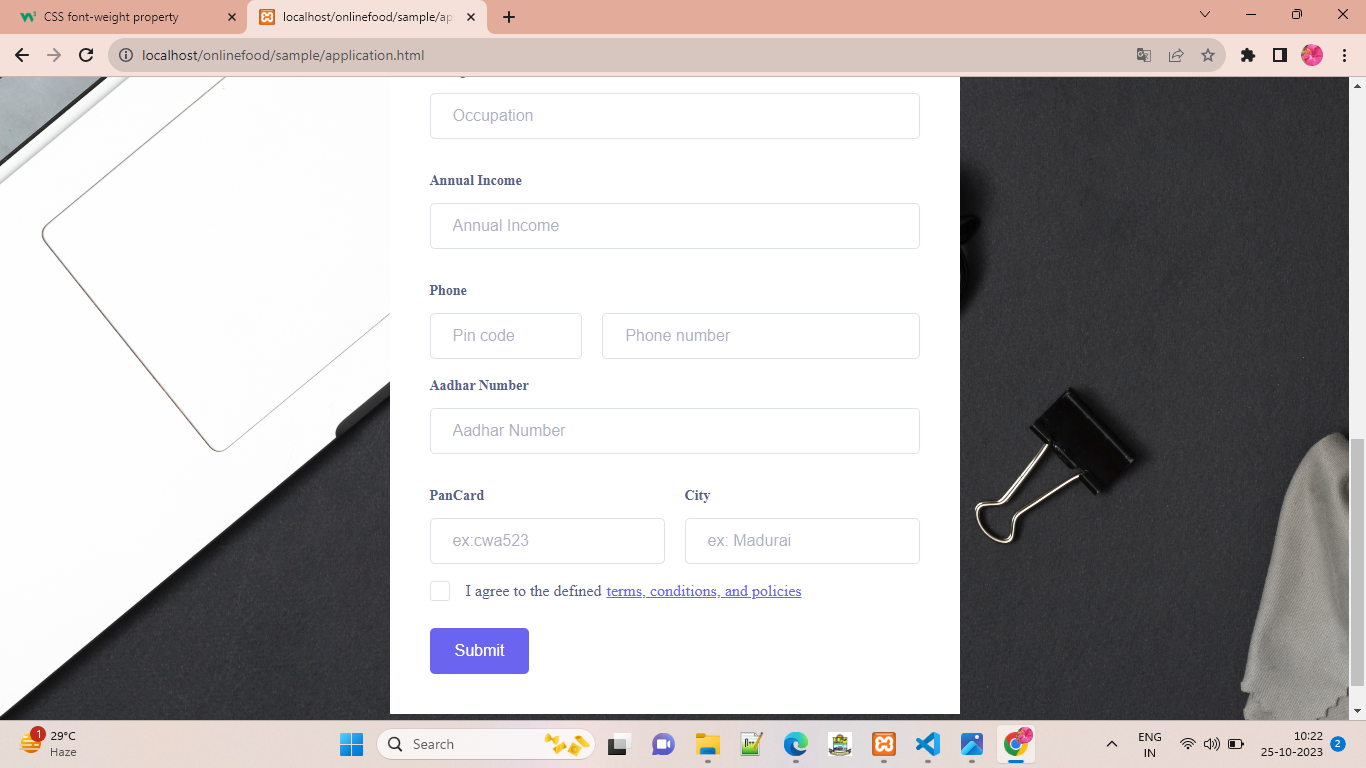 CSS font-weight property
localhost/onlinefood/sample/ap
localhost/onlinefood/sample/application.html
Occupation
Annual Income
Annual Income
Phone
Pin code Phone number
Aadhar Number
Aadhar Number
PanCard City
ex:cwa523 ex: Madurai
I agree to the defined terms, conditions, and policies
Submit
1
29°C
Haze
Search
ENG
IN
10:22
25-10-2023
2